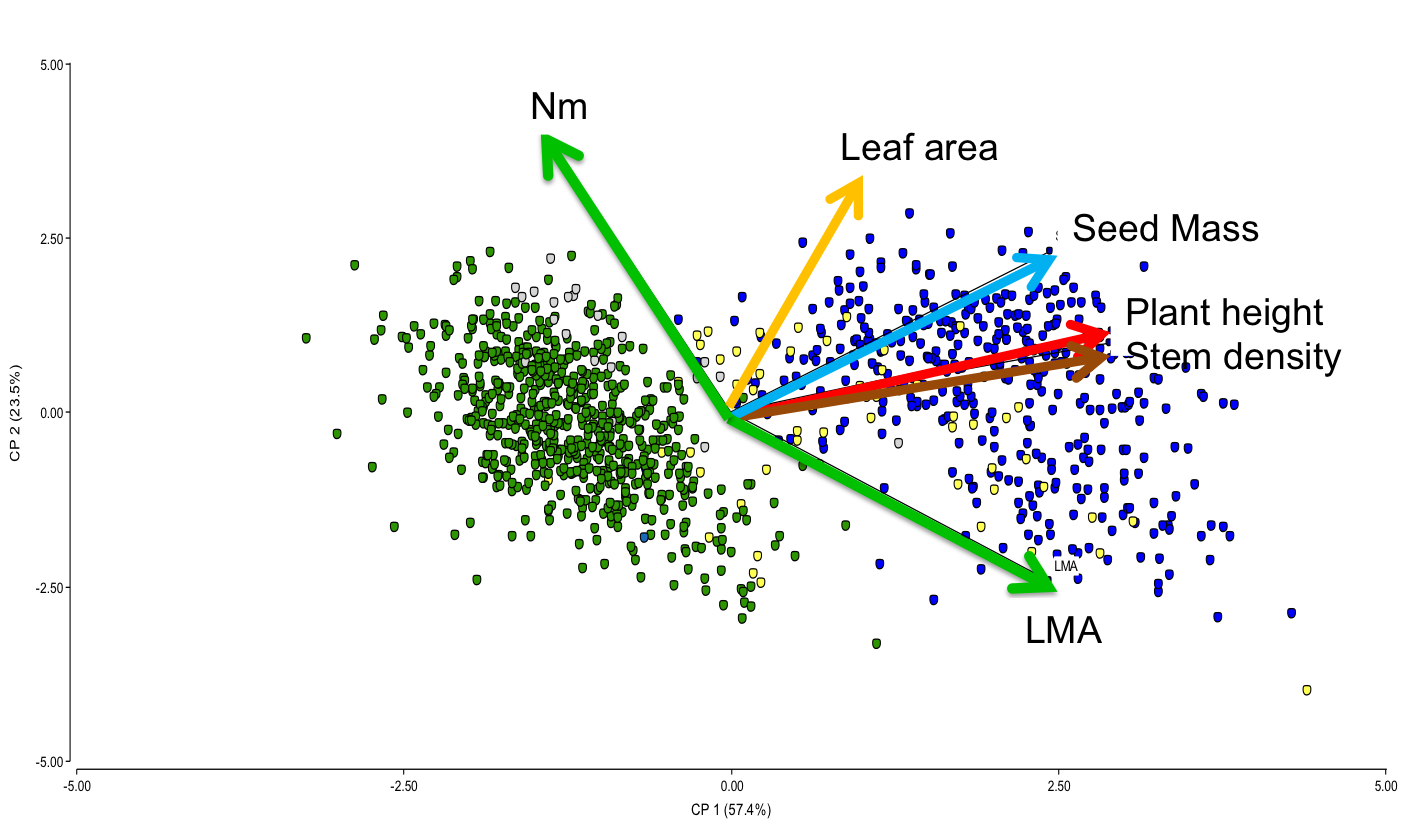 5.00
Nm
Leaf area
2.50
Seed Mass
Plant height
Stem density
CP 2 (23.5%)
0.00
LMA
-2.50
LMA
-5.00
-5.00 -2.50 0.00 2.50 5.00
CP 1 (57.4%)